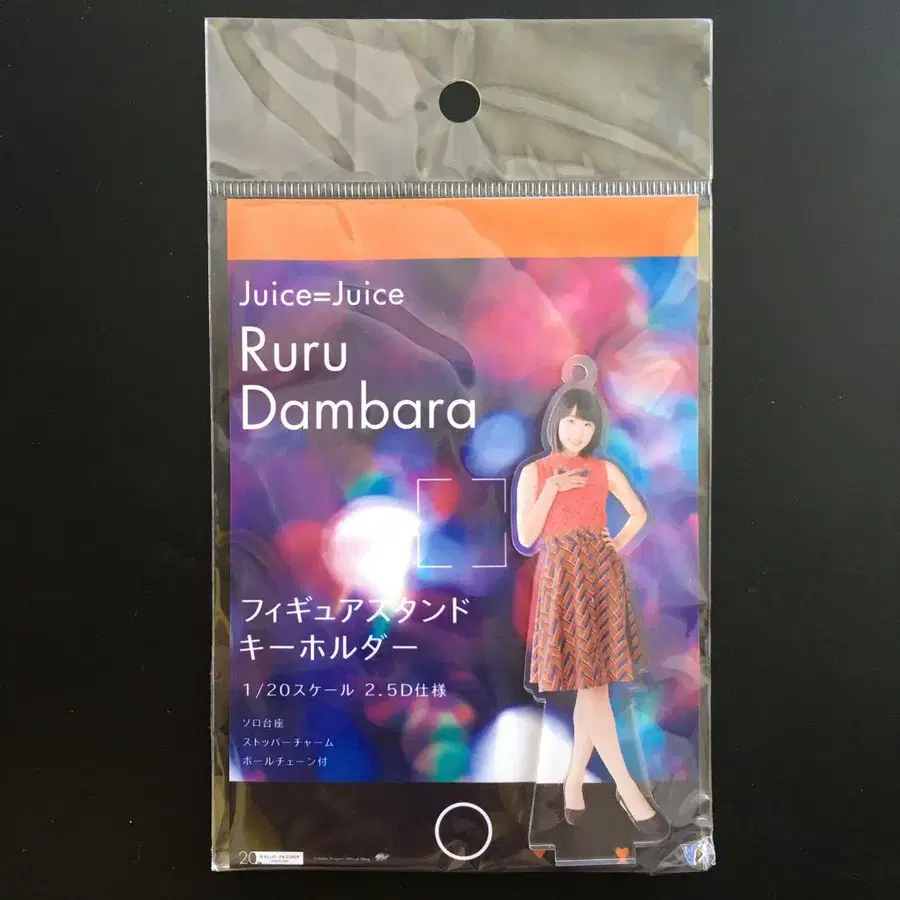 Juice=Juice
Ruru
Dambara
フィギュアスタンド
キーホルダー
1/20スケール 2.5D仕様
ソロ台座
ストッパーチャーム
ボールチェーン付
20